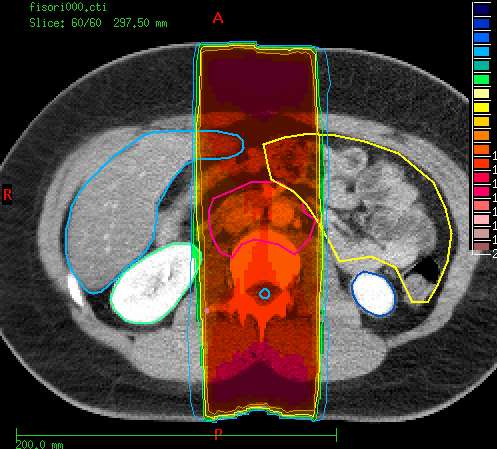 fisori000.cti
Slice: 60/60 297.50 mm
A
R
P
200.0 mm